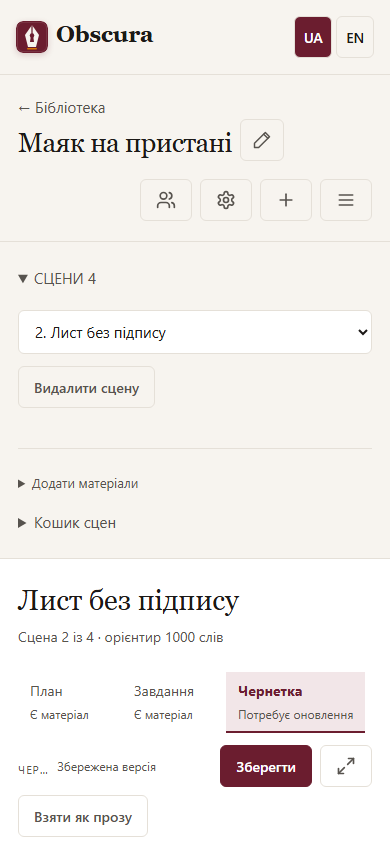 Obscura
UA EN
← Бібліотека
Маяк на пристані
▼ СЦЕНИ 4
2. Лист без підпису
Видалити сцену
▶ Додати матеріали
▶ Кошик сцен
Лист без підпису
Сцена 2 із 4 · орієнтир 1000 слів
План Завдання Чернетка
Є матеріал Є матеріал Потребує оновлення
ЧЕР… Збережена версія Зберегти
Взяти як прозу